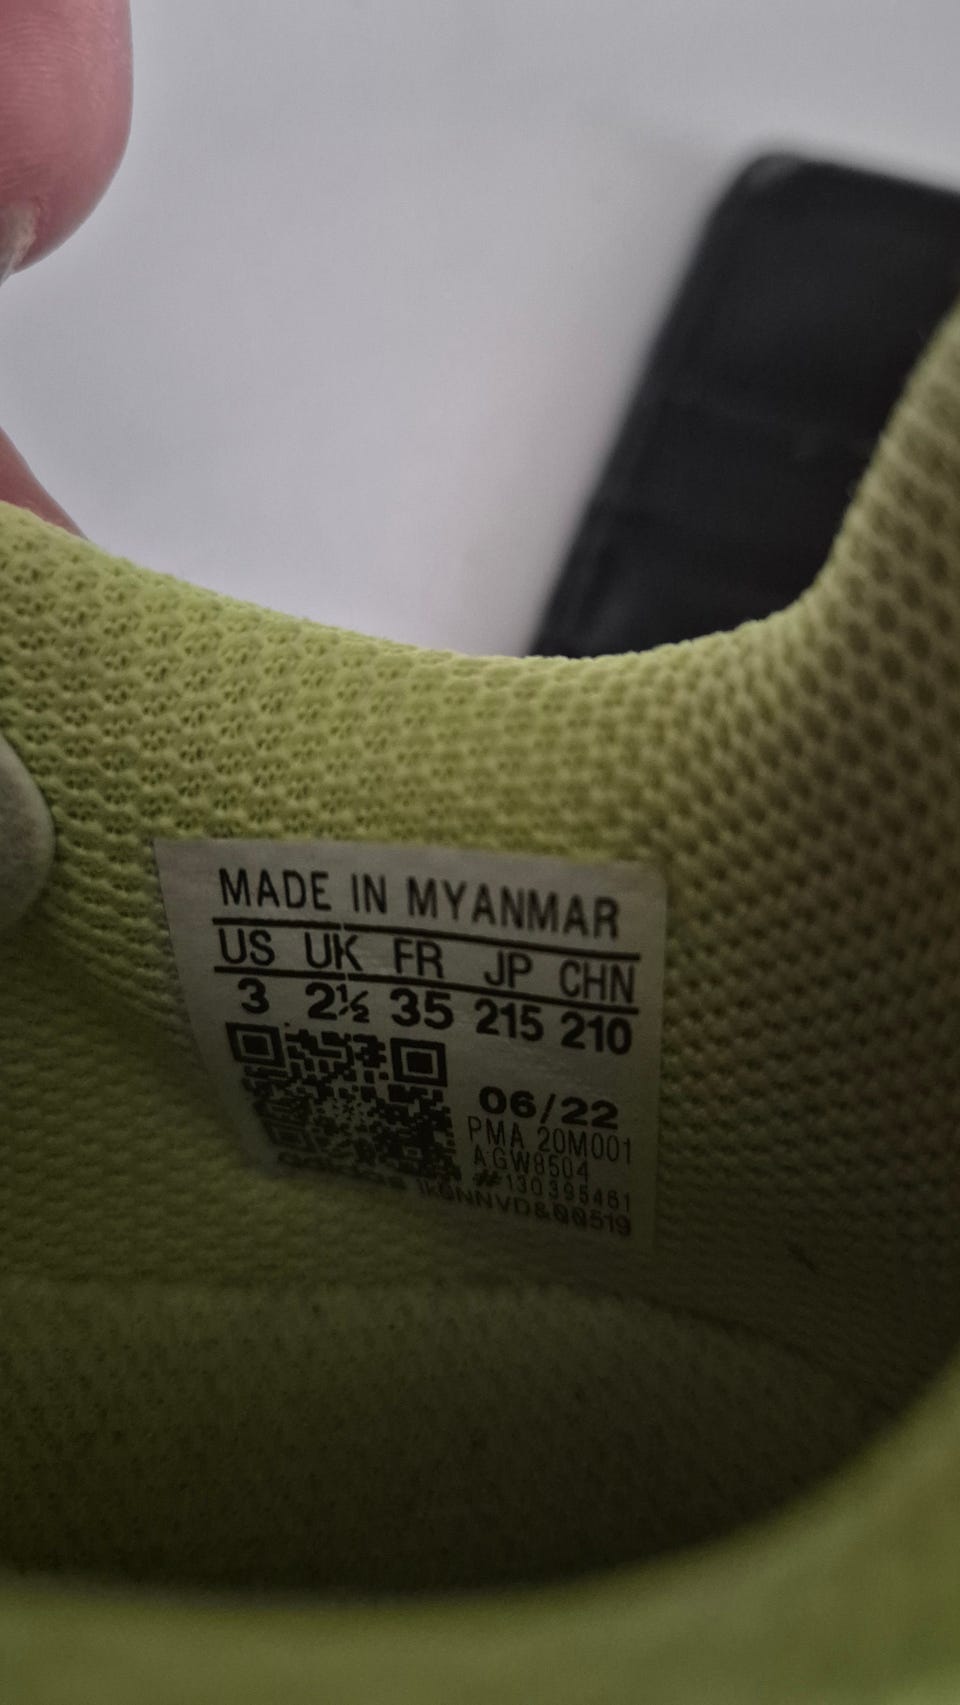 MADE IN MYANMAR
US UK FR JP CHN
3 2½ 35 215 210
06/22
PMA 20M001
A GW8504
#130395461